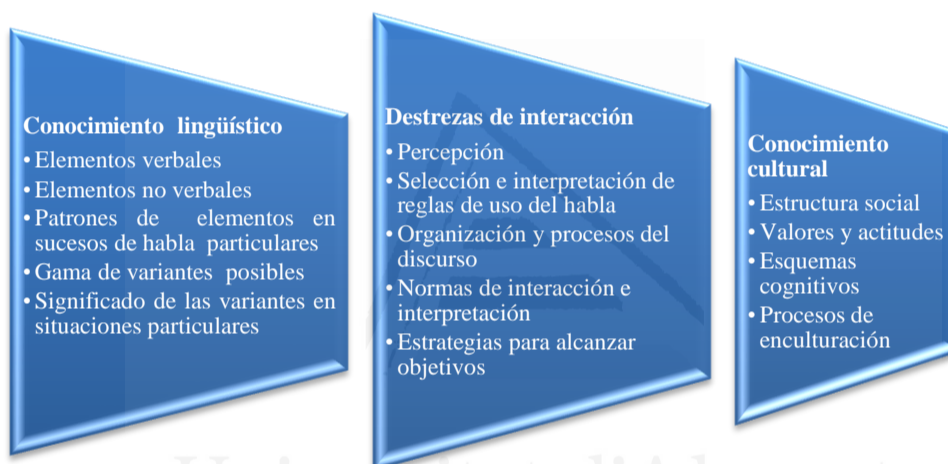 Conocimiento lingüístico
• Elementos verbales
• Elementos no verbales
• Patrones de elementos en
sucesos de habla particulares
• Gama de variantes posibles
• Significado de las variantes en
situaciones particulares
Destrezas de interacción
• Percepción
• Selección e interpretación de
reglas de uso del habla
• Organización y procesos del
discurso
• Normas de interacción e
interpretación
• Estrategias para alcanzar
objetivos
Conocimiento
cultural
• Estructura social
• Valores y actitudes
• Esquemas
cognitivos
• Procesos de
enculturación